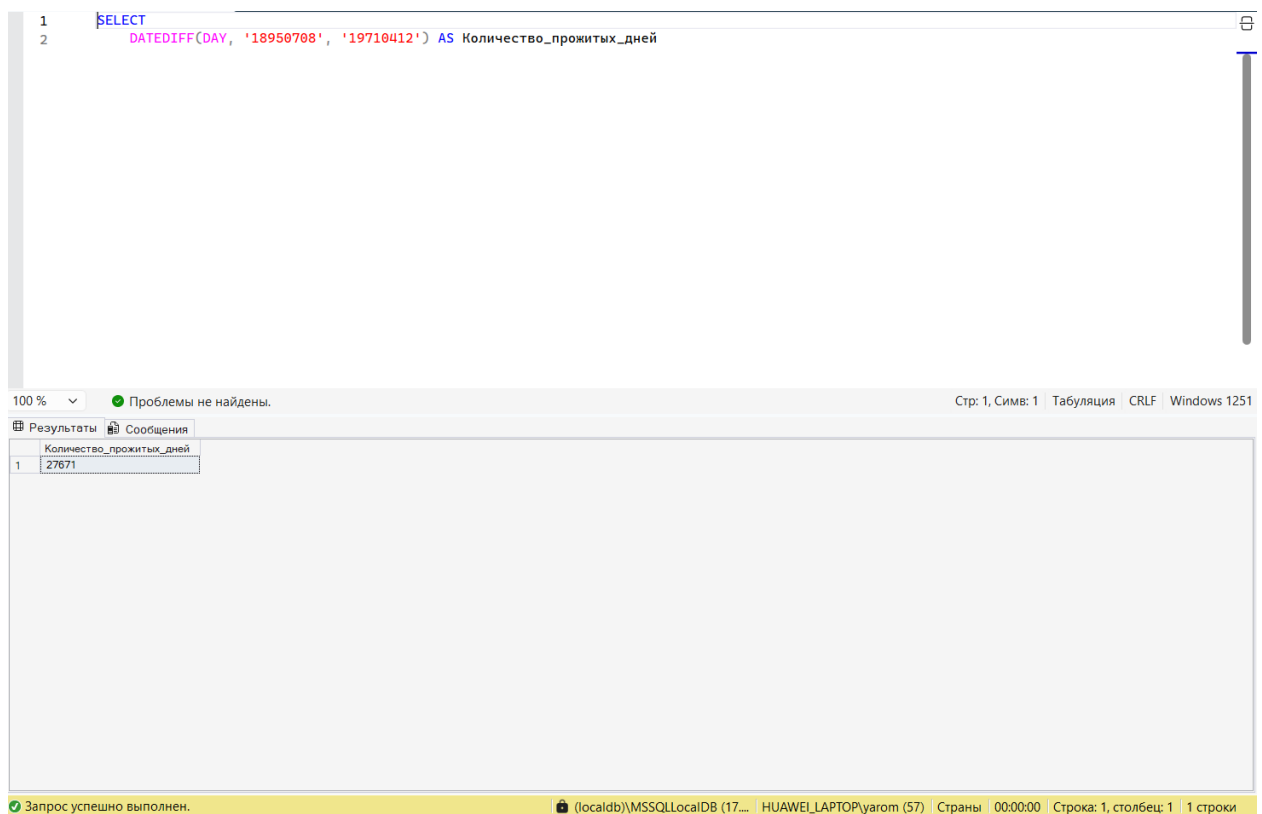 1 SELECT
2 DATEDIFF(DAY, '18950708', '19710412') AS Количество_прожитых_дней
100 % Проблемы не найдены. Стр: 1, Симв: 1 Табуляция CRLF Windows 1251
Результаты Сообщения
Количество_прожитых_дней
1 27671
Запрос успешно выполнен. (localdb)\MSSQLLocalDB (17.... HUAWEI_LAPTOP\yarom (57) Страны 00:00:00 Строка: 1, столбец: 1 1 строки